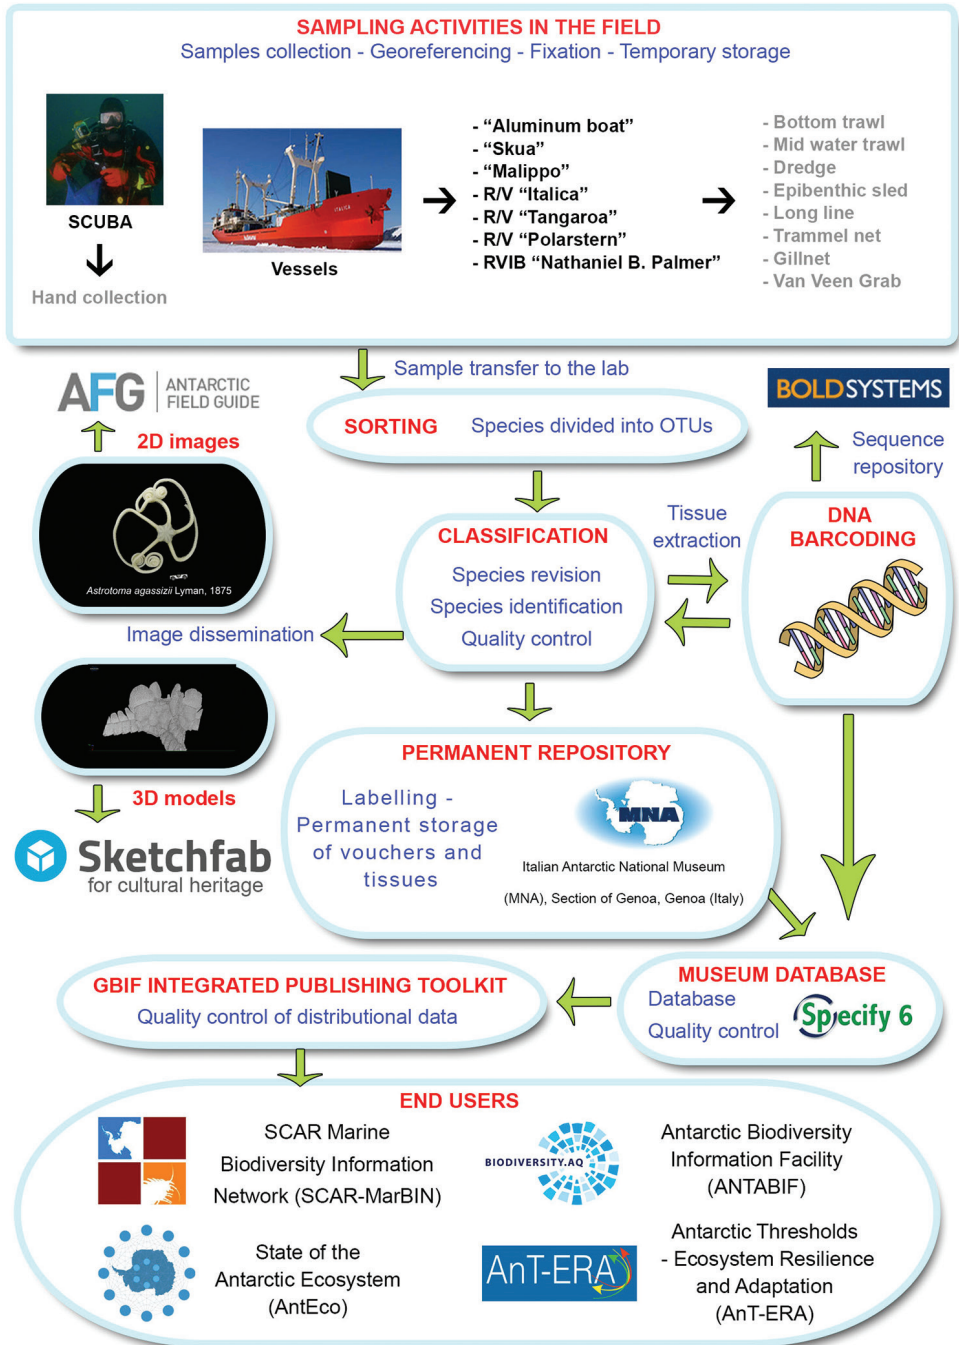 SAMPLING ACTIVITIES IN THE FIELD
Samples collection - Georeferencing - Fixation - Temporary storage
SCUBA
Hand collection
ITALICA
Vessels
- “Aluminum boat”
- “Skua”
- “Malippo”
- R/V “Italica”
- R/V “Tangaroa”
- R/V “Polarstern”
- RVIB “Nathaniel B. Palmer”
- Bottom trawl
- Mid water trawl
- Dredge
- Epibenthic sled
- Long line
- Trammel net
- Gillnet
- Van Veen Grab
Sample transfer to the lab
AFG ANTARCTIC
FIELD GUIDE
2D images
Astrotoma agassizii Lyman, 1875
SORTING Species divided into OTUs
BOLDSYSTEMS
Sequence
repository
CLASSIFICATION
Species revision
Species identification
Quality control
Tissue
extraction
DNA
BARCODING
Image dissemination
3D models
Sketchfab
for cultural heritage
PERMANENT REPOSITORY
Labelling -
Permanent storage
of vouchers and
tissues
MNA
Italian Antarctic National Museum
(MNA), Section of Genoa, Genoa (Italy)
MUSEUM DATABASE
Database
Quality control
Specify 6
GBIF INTEGRATED PUBLISHING TOOLKIT
Quality control of distributional data
END USERS
SCAR Marine
Biodiversity Information
Network (SCAR-MarBIN)
BIODIVERSITY.AQ
Antarctic Biodiversity
Information Facility
(ANTABIF)
State of the
Antarctic Ecosystem
(AntEco)
AnT-ERA
Antarctic Thresholds
- Ecosystem Resilience
and Adaptation
(AnT-ERA)